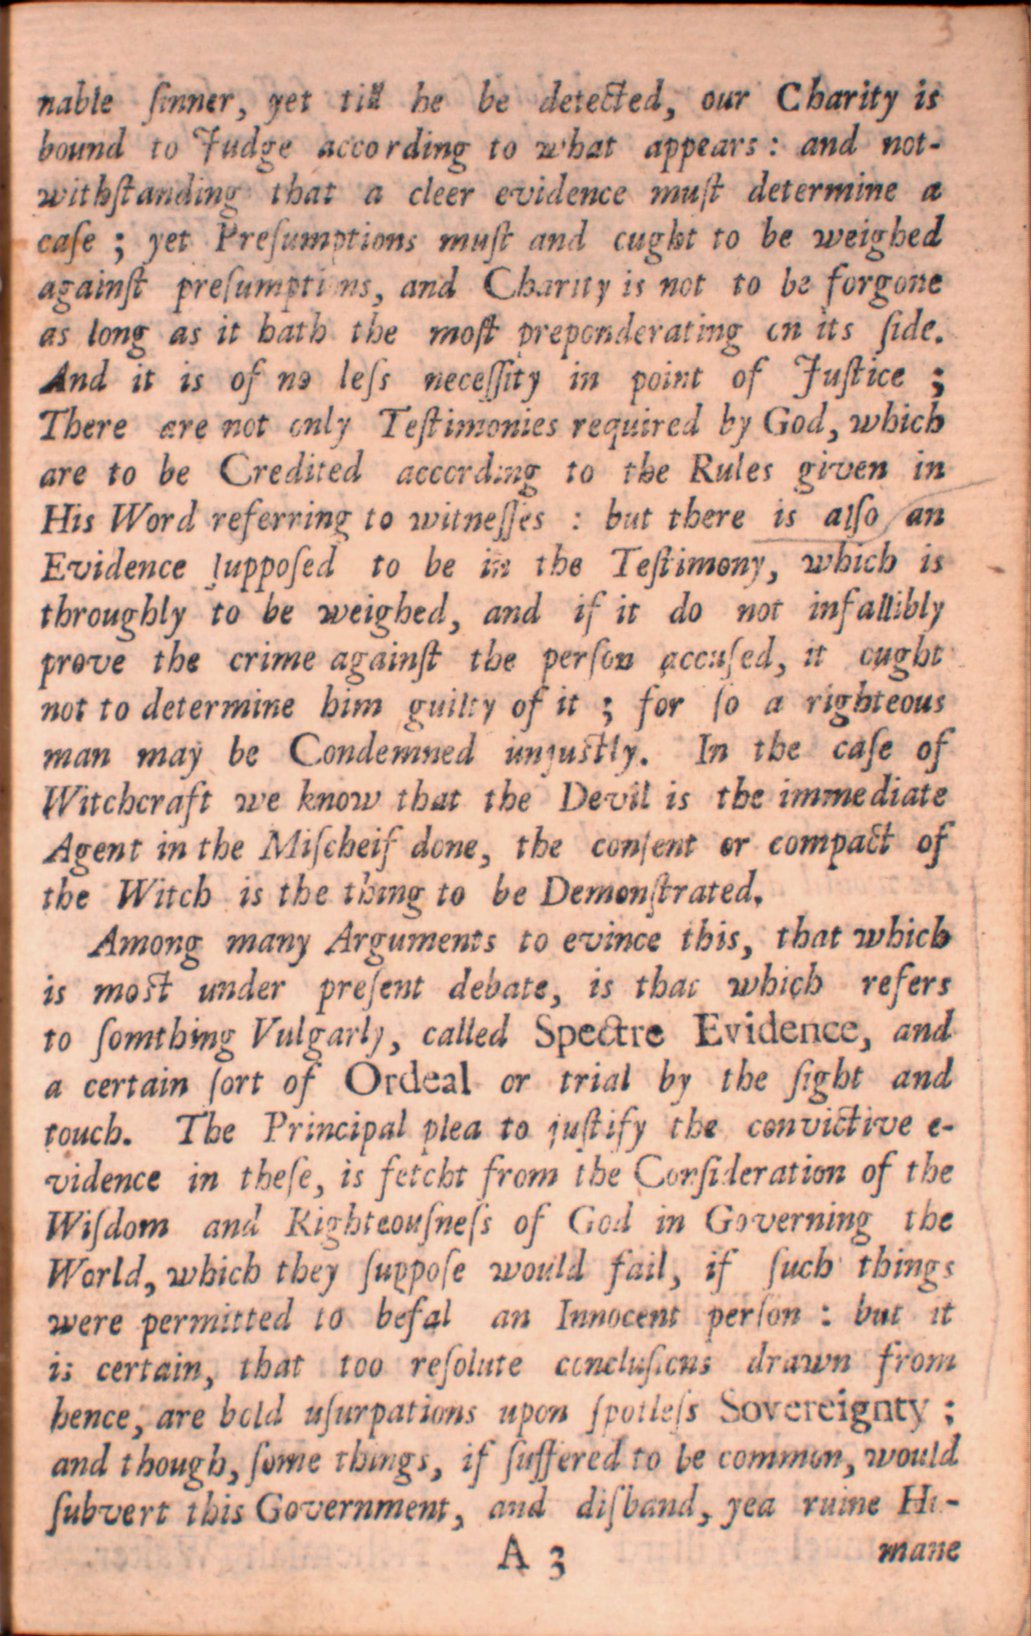 3
nable ſinner, yet till he be detected, our Charity is
bound to Judge according to what appears : and not-
withſtanding that a cleer evidence muſt determine a
caſe ; yet Preſumptions muſt and cught to be weighed
againſt preſumptions, and Charity is not to be forgone
as long as it hath the moſt preponderating on its ſide.
And it is of no leſs neceſſity in point of Juſtice ;
There are not only Teſtimonies required by God, which
are to be Credited according to the Rules given in
His Word referring to witneſſes : but there is alſo an
Evidence ſuppoſed to be in the Teſtimony, which is
throughly to be weighed, and if it do not infallibly
prove the crime againſt the perſon accuſed, it cught
not to determine him guilty of it ; for ſo a righteous
man may be Condemned unjustly. In the caſe of
Witchcraft we know that the Devil is the immediate
Agent in the Miſcheif done, the conſent or compact of
the Witch is the thing to be Demonſtrated.
Among many Arguments to evince this, that which
is most under preſent debate, is that which refers
to ſomthing Vulgarly, called Spectre Evidence, and
a certain ſort of Ordeal or trial by the ſight and
touch. The Principal plea to juſtify the convictive e-
vidence in theſe, is fetcht from the Conſideration of the
Wiſdom and Righteouſneſs of God in Governing the
World, which they ſuppoſe would fail, if ſuch things
were permitted to befal an Innocent perſon : but it
is certain, that too reſolute concluſions drawn from
hence, are bold uſurpations upon ſpotleſs Sovereignty ;
and though, ſome things, if ſuffered to be common, would
ſubvert this Government, and diſband, yea ruine Hu-
A 3 mane